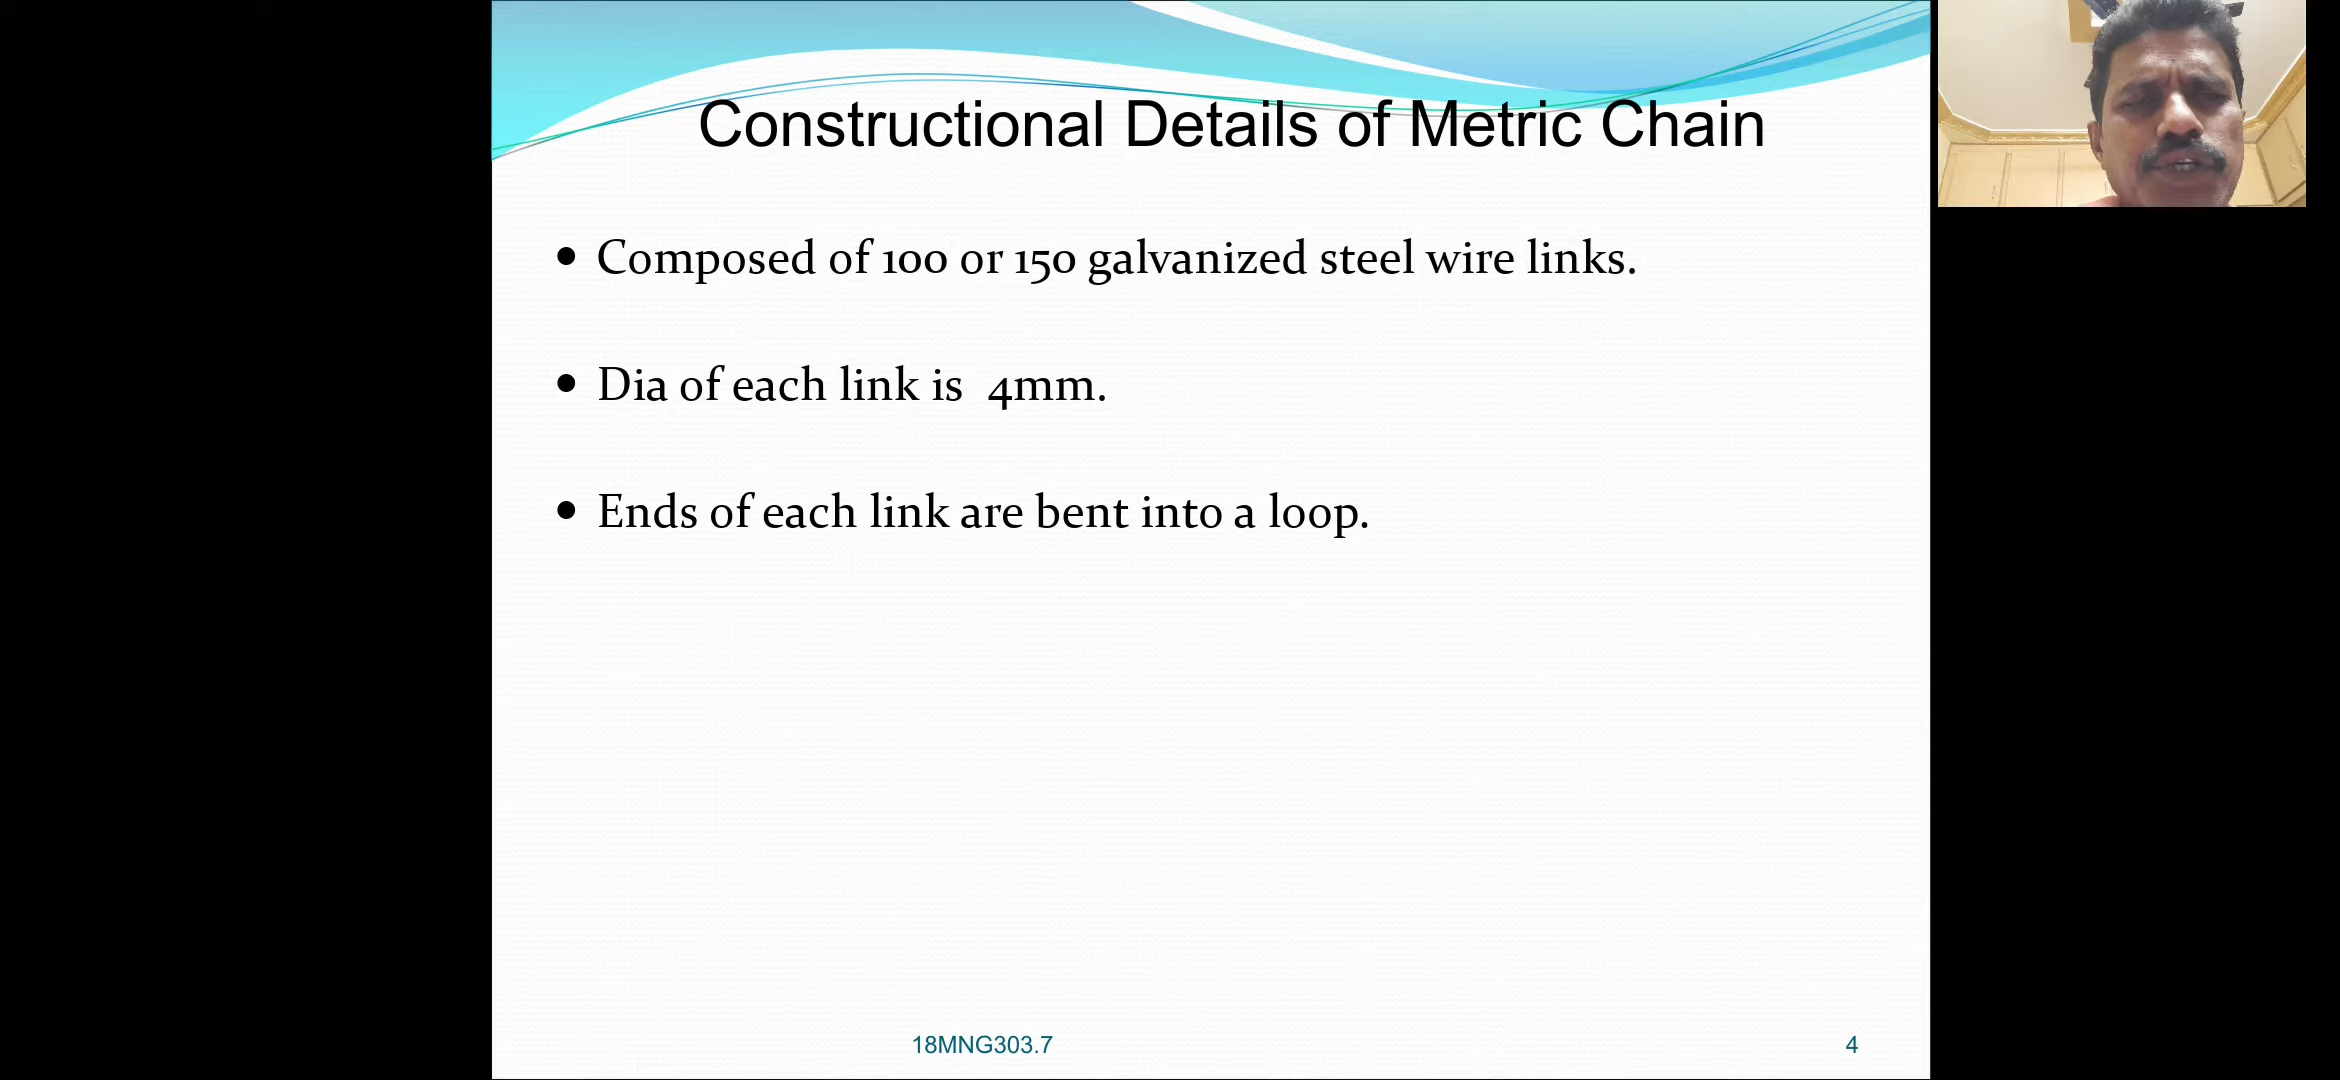 Constructional Details of Metric Chain
• Composed of 100 or 150 galvanized steel wire links.
• Dia of each link is  4mm.
• Ends of each link are bent into a loop.
18MNG303.7
4